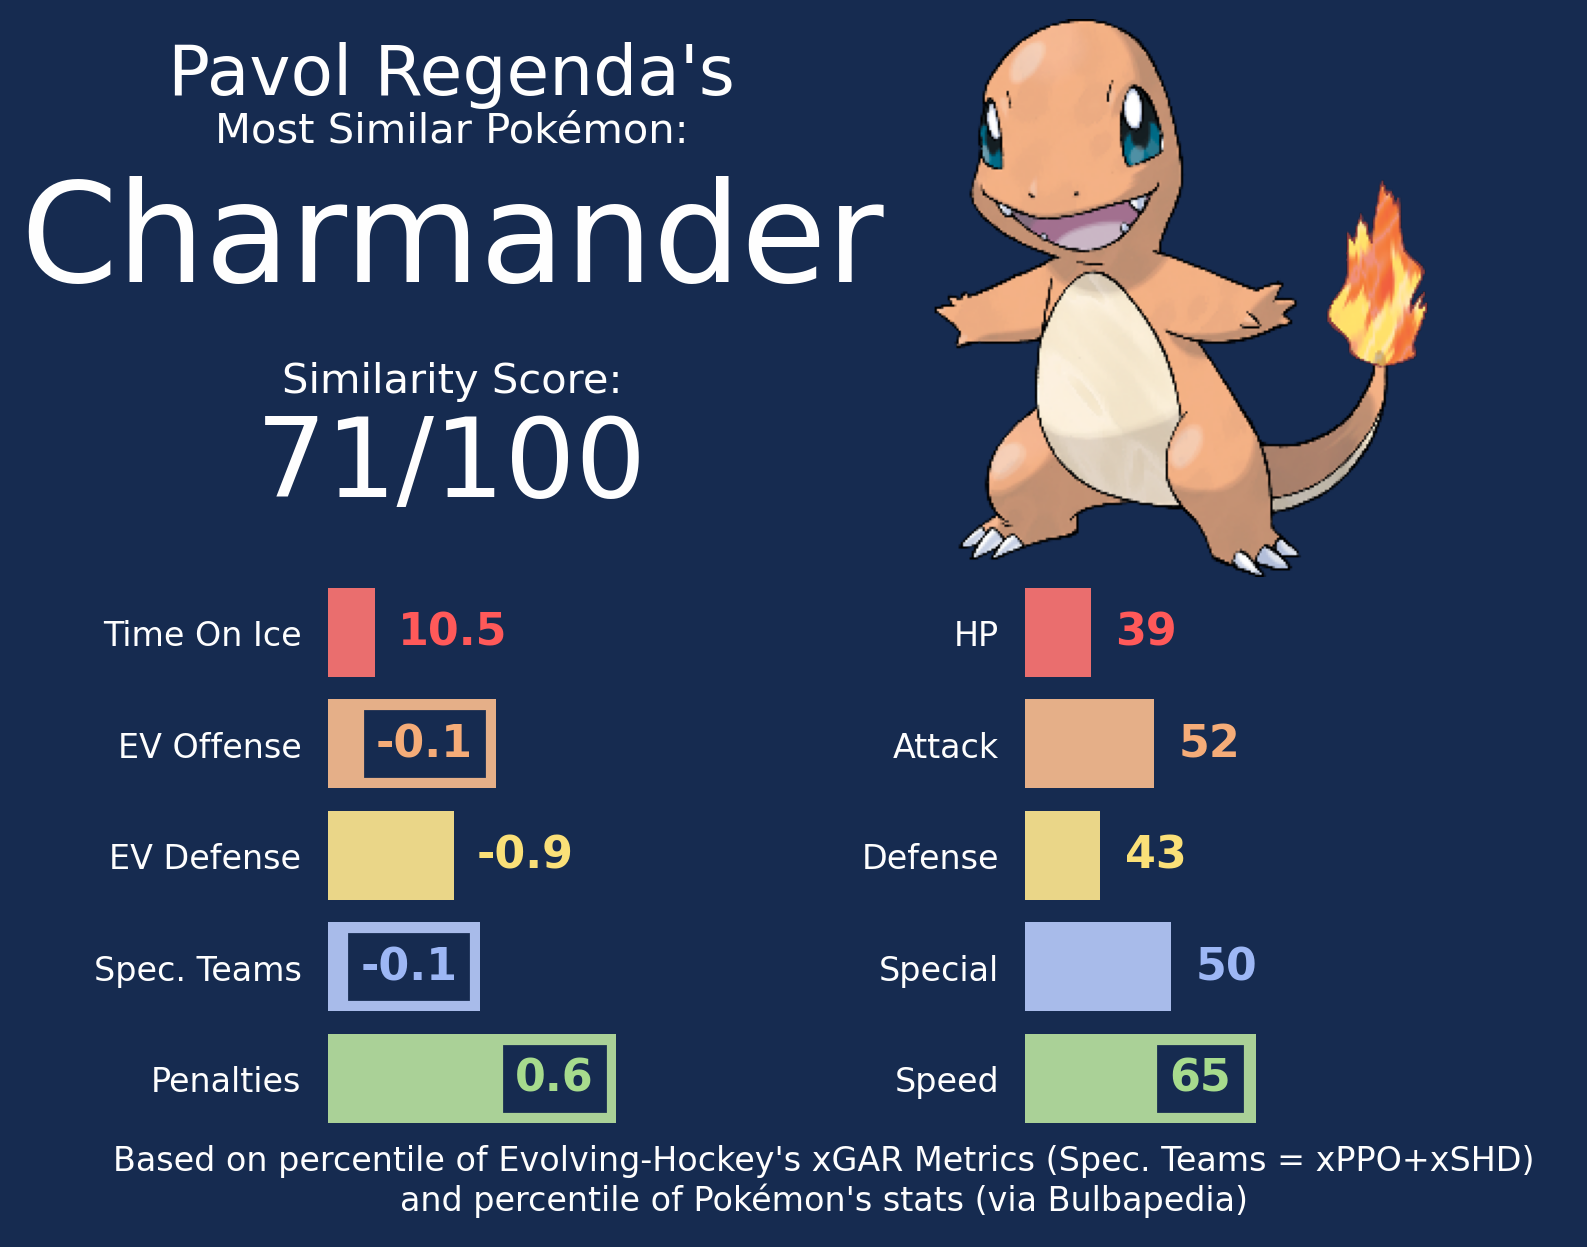 Pavol Regenda's
Most Similar Pokémon:
Charmander
Similarity Score:
71/100
Time On Ice 10.5
EV Offense -0.1
EV Defense -0.9
Spec. Teams -0.1
Penalties 0.6
HP 39
Attack 52
Defense 43
Special 50
Speed 65
Based on percentile of Evolving-Hockey's xGAR Metrics (Spec. Teams = xPPO+xSHD)
and percentile of Pokémon's stats (via Bulbapedia)